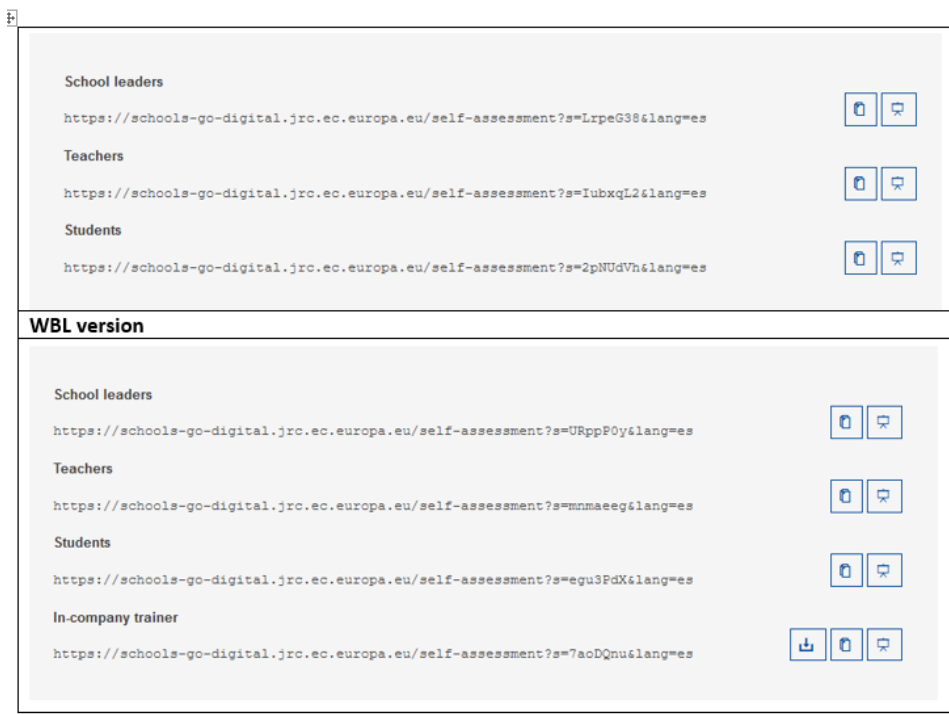 School leaders
https://schools-go-digital.jrc.ec.europa.eu/self-assessment?s=LrpeG38&lang=es
Teachers
https://schools-go-digital.jrc.ec.europa.eu/self-assessment?s=IubxqL2&lang=es
Students
https://schools-go-digital.jrc.ec.europa.eu/self-assessment?s=2pNUdVh&lang=es
WBL version
School leaders
https://schools-go-digital.jrc.ec.europa.eu/self-assessment?s=URppP0y&lang=es
Teachers
https://schools-go-digital.jrc.ec.europa.eu/self-assessment?s=mnmaeeg&lang=es
Students
https://schools-go-digital.jrc.ec.europa.eu/self-assessment?s=egu3PdX&lang=es
In-company trainer
https://schools-go-digital.jrc.ec.europa.eu/self-assessment?s=7aoDQnu&lang=es